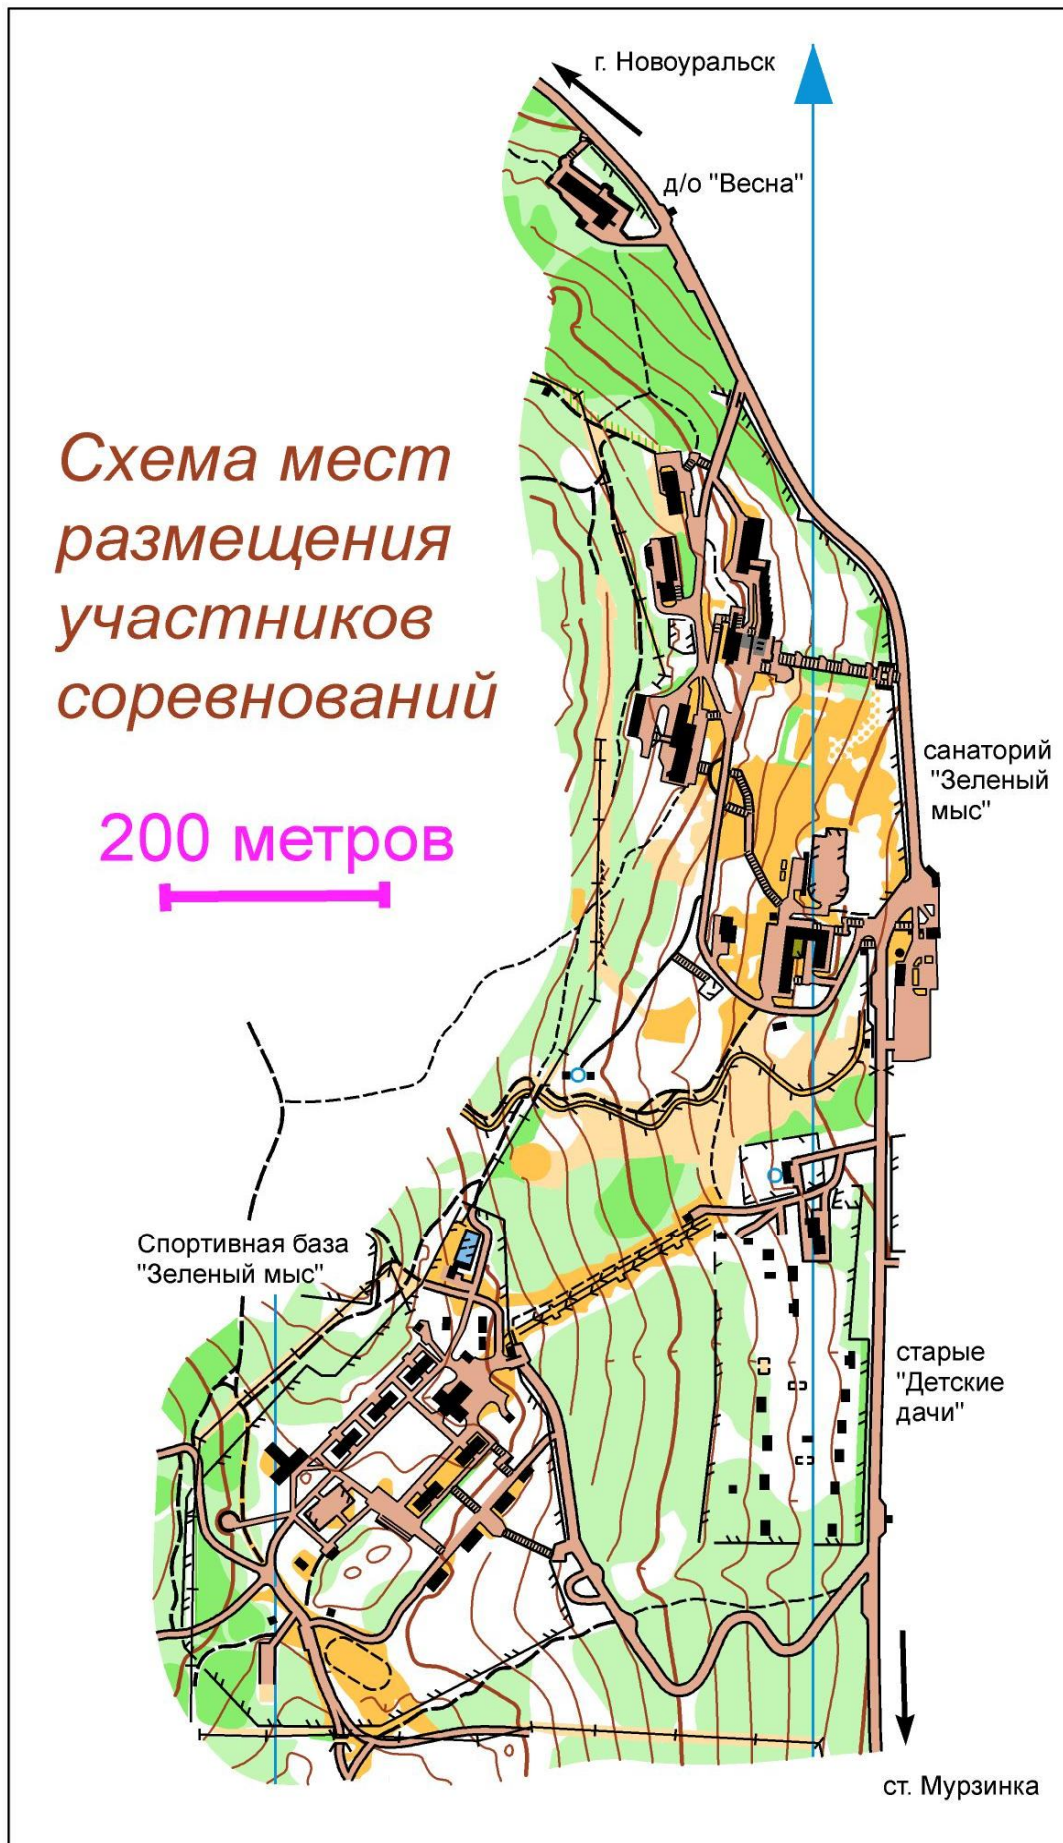 г. Новоуральск
д/о "Весна"
Схема мест
размещения
участников
соревнований
санаторий
"Зеленый
мыс"
200 метров
Спортивная база
"Зеленый мыс"
старые
"Детские
дачи"
ст. Мурзинка